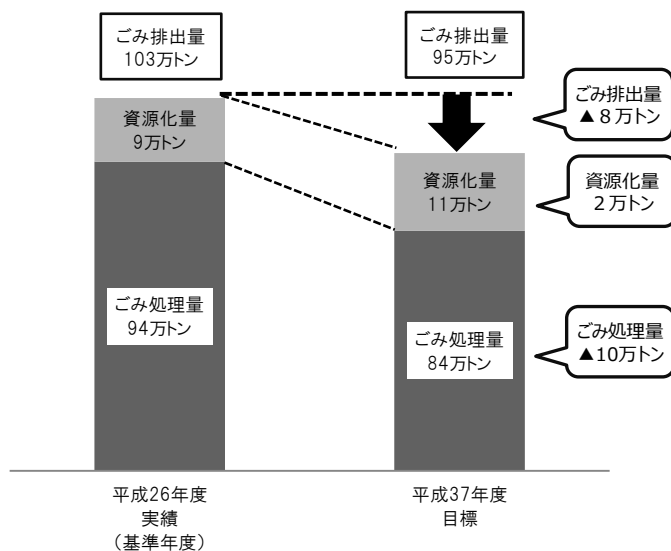 ごみ排出量
103万トン
ごみ排出量
95万トン
ごみ排出量
▲8万トン
資源化量
9万トン
資源化量
11万トン
資源化量
2万トン
ごみ処理量
94万トン
ごみ処理量
84万トン
ごみ処理量
▲10万トン
平成26年度
実績
（基準年度）
平成37年度
目標